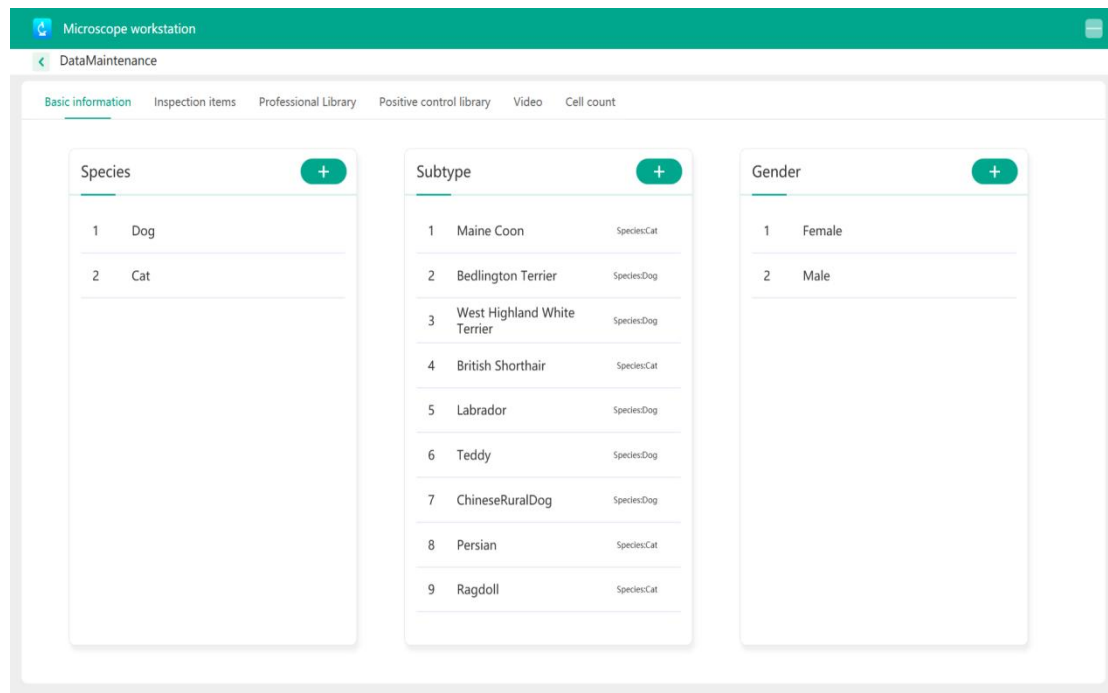 Microscope workstation
DataMaintenance
Basic information Inspection items Professional Library Positive control library Video Cell count
Species +
1 Dog
2 Cat
Subtype +
1 Maine Coon Species:Cat
2 Bedlington Terrier Species:Dog
3 West Highland White
Terrier Species:Dog
4 British Shorthair Species:Cat
5 Labrador Species:Dog
6 Teddy Species:Dog
7 ChineseRuralDog Species:Dog
8 Persian Species:Cat
9 Ragdoll Species:Cat
Gender +
1 Female
2 Male